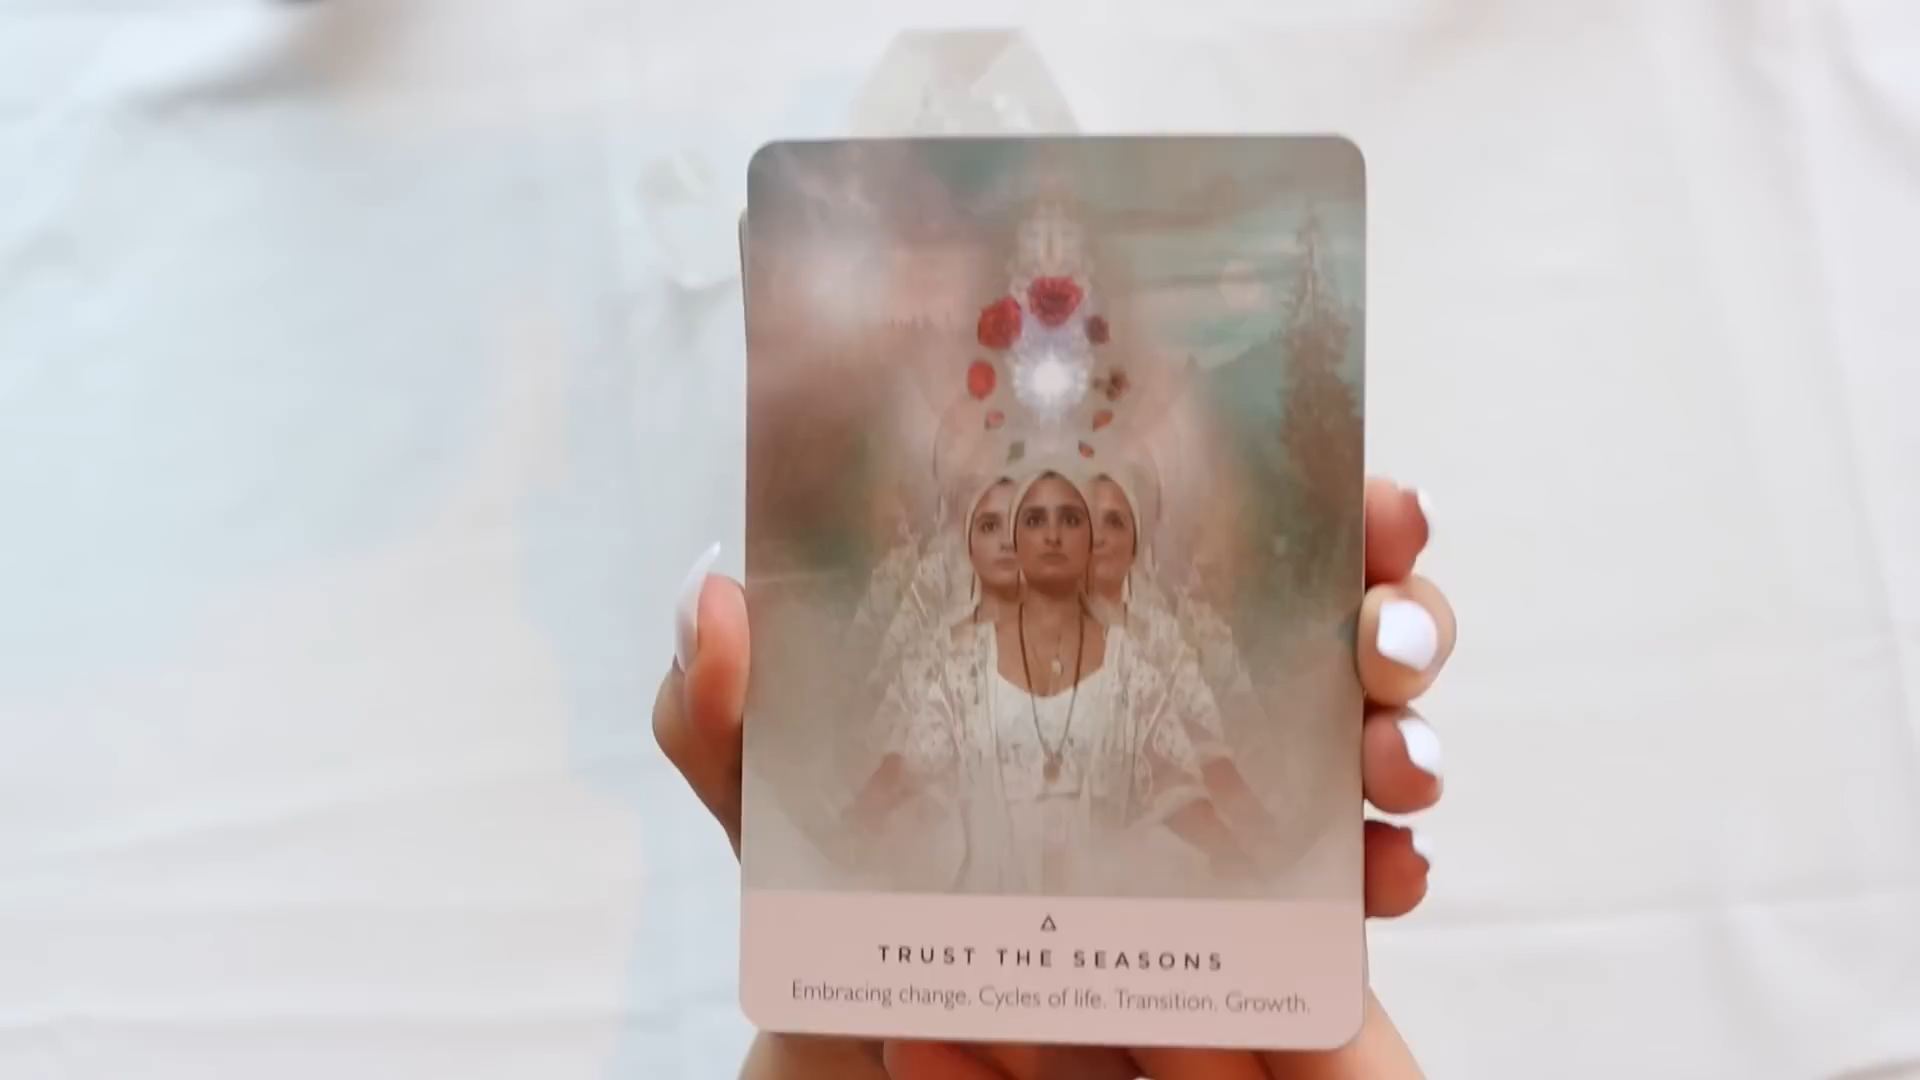 TRUST THE SEASONS
Embracing change. Cycles of life. Transition. Growth.